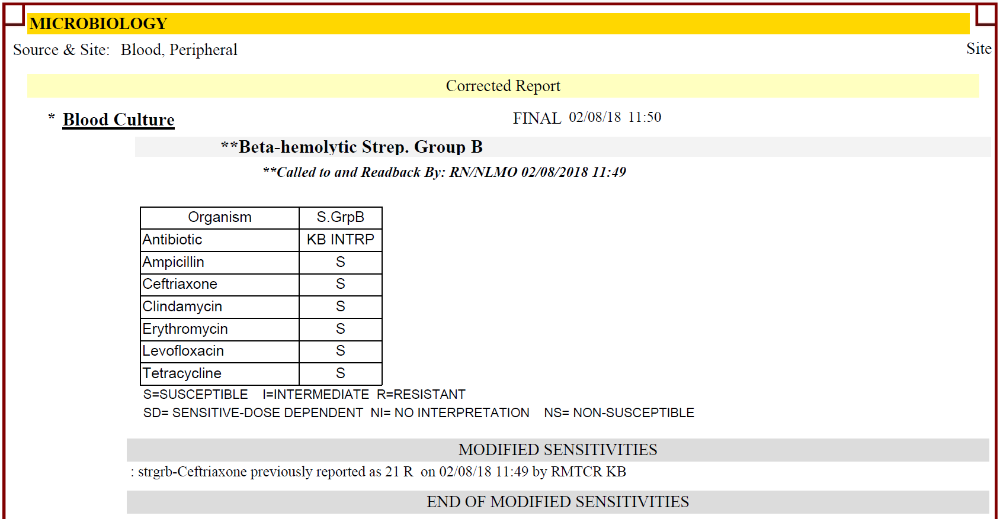 MICROBIOLOGY
Source & Site: Blood, Peripheral Site
Corrected Report
* Blood Culture FINAL 02/08/18 11:50
**Beta-hemolytic Strep. Group B
**Called to and Readback By: RN/NLMO 02/08/2018 11:49
Organism S.GrpB
Antibiotic KB INTRP
Ampicillin S
Ceftriaxone S
Clindamycin S
Erythromycin S
Levofloxacin S
Tetracycline S
S=SUSCEPTIBLE I=INTERMEDIATE R=RESISTANT
SD= SENSITIVE-DOSE DEPENDENT NI= NO INTERPRETATION NS= NON-SUSCEPTIBLE
MODIFIED SENSITIVITIES
: strgrb-Ceftriaxone previously reported as 21 R on 02/08/18 11:49 by RMTCR KB
END OF MODIFIED SENSITIVITIES